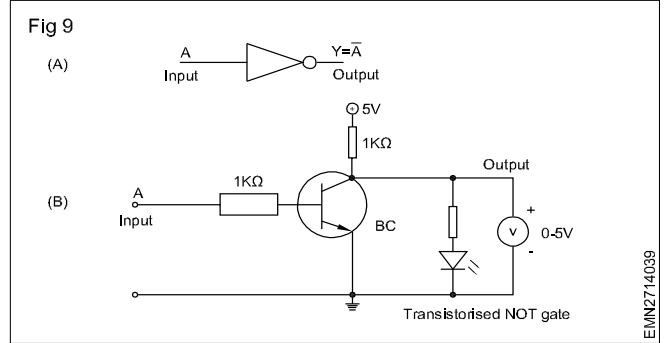 Fig 9
(A)
A
Input
Y=A̅
Output
5V
1KΩ
Output
(B)
A
Input
1KΩ
BC
V
+
-
0-5V
Transistorised NOT gate
EMN2714039